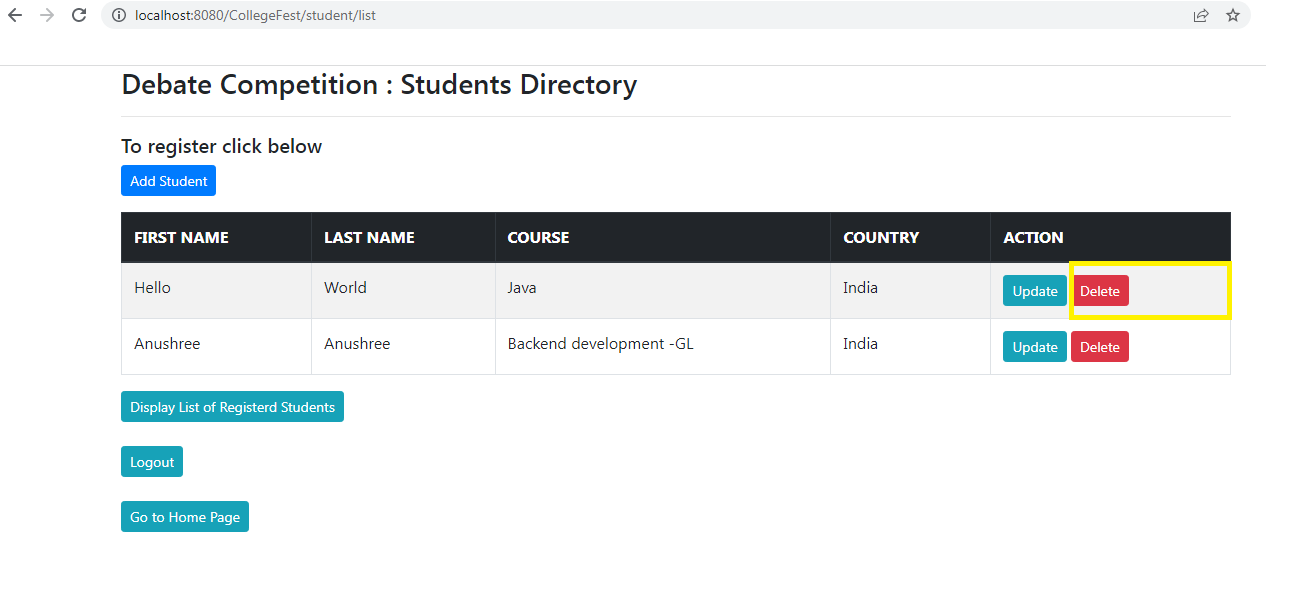 localhost:8080/CollegeFest/student/list
Debate Competition : Students Directory
To register click below
Add Student
FIRST NAME LAST NAME COURSE COUNTRY ACTION
Hello World Java India Update Delete
Anushree Anushree Backend development -GL India Update Delete
Display List of Registerd Students
Logout
Go to Home Page